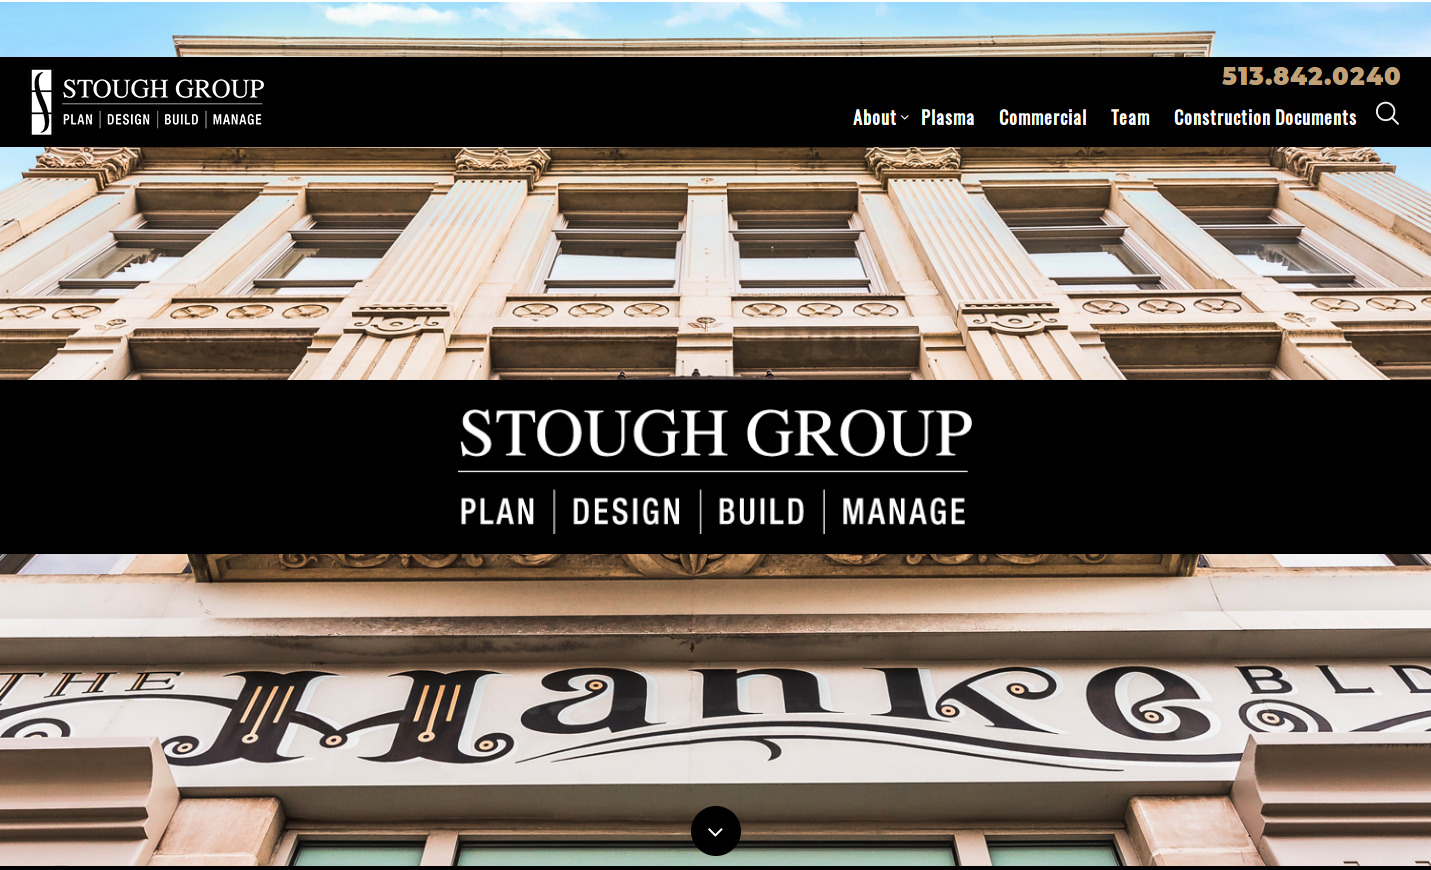 513.842.0240
STOUGH GROUP
PLAN | DESIGN | BUILD | MANAGE
About Plasma Commercial Team Construction Documents
STOUGH GROUP
PLAN | DESIGN | BUILD | MANAGE
THE Hanke BLD